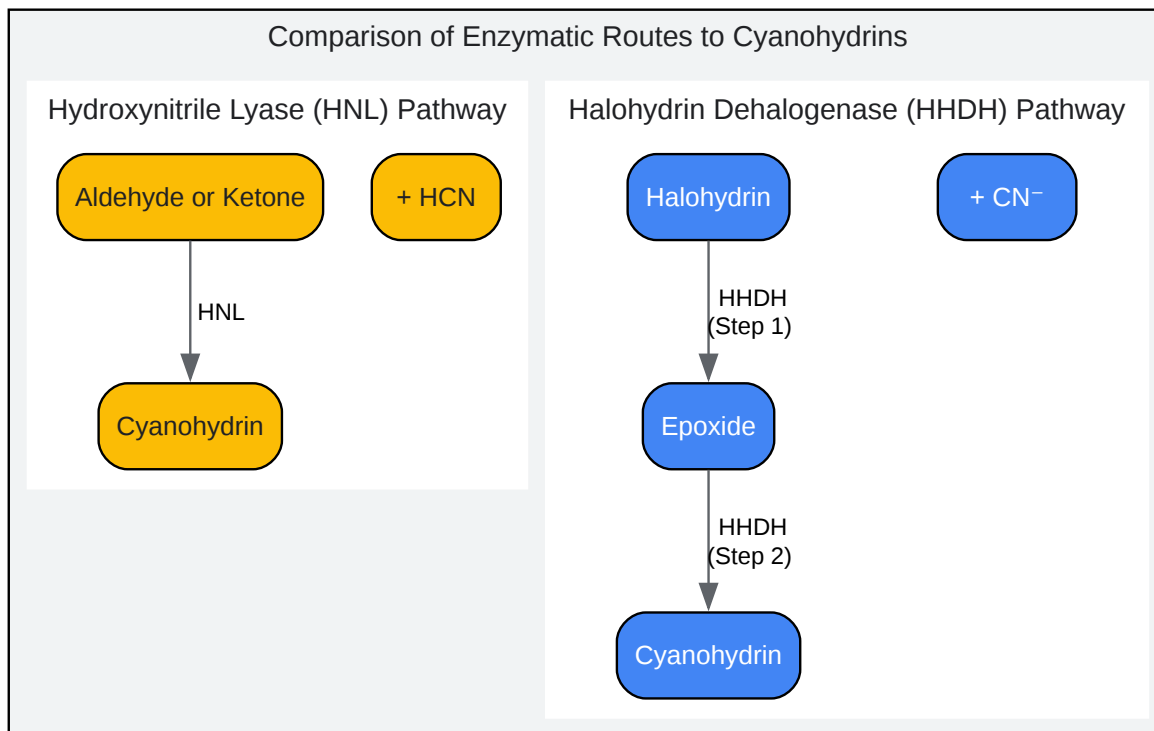 Comparison of Enzymatic Routes to Cyanohydrins
Hydroxynitrile Lyase (HNL) Pathway
Aldehyde or Ketone
+ HCN
HNL
Cyanohydrin
Halohydrin Dehalogenase (HHDH) Pathway
Halohydrin
+ CN⁻
HHDH
(Step 1)
Epoxide
HHDH
(Step 2)
Cyanohydrin